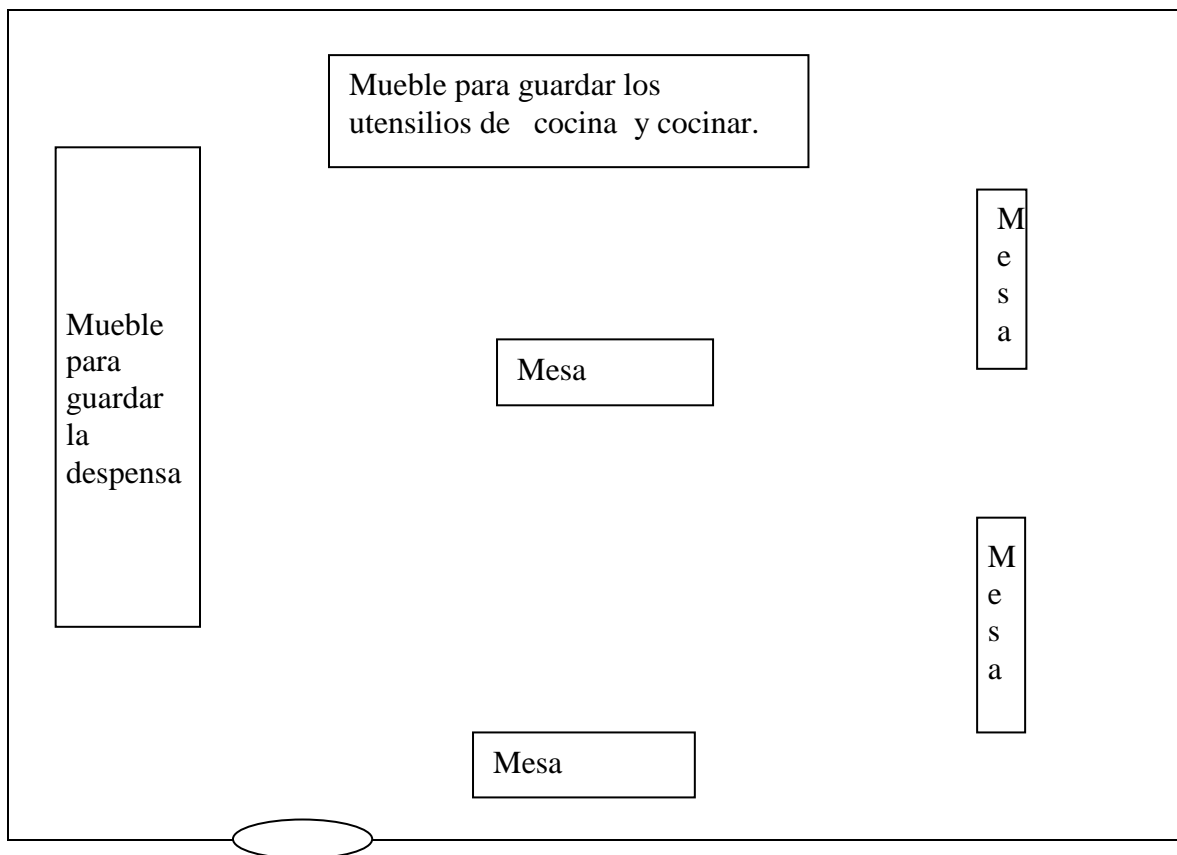 Mueble para guardar los
utensilios de cocina y cocinar.
Mueble
para
guardar
la
despensa
Mesa
M
e
s
a
M
e
s
a
Mesa